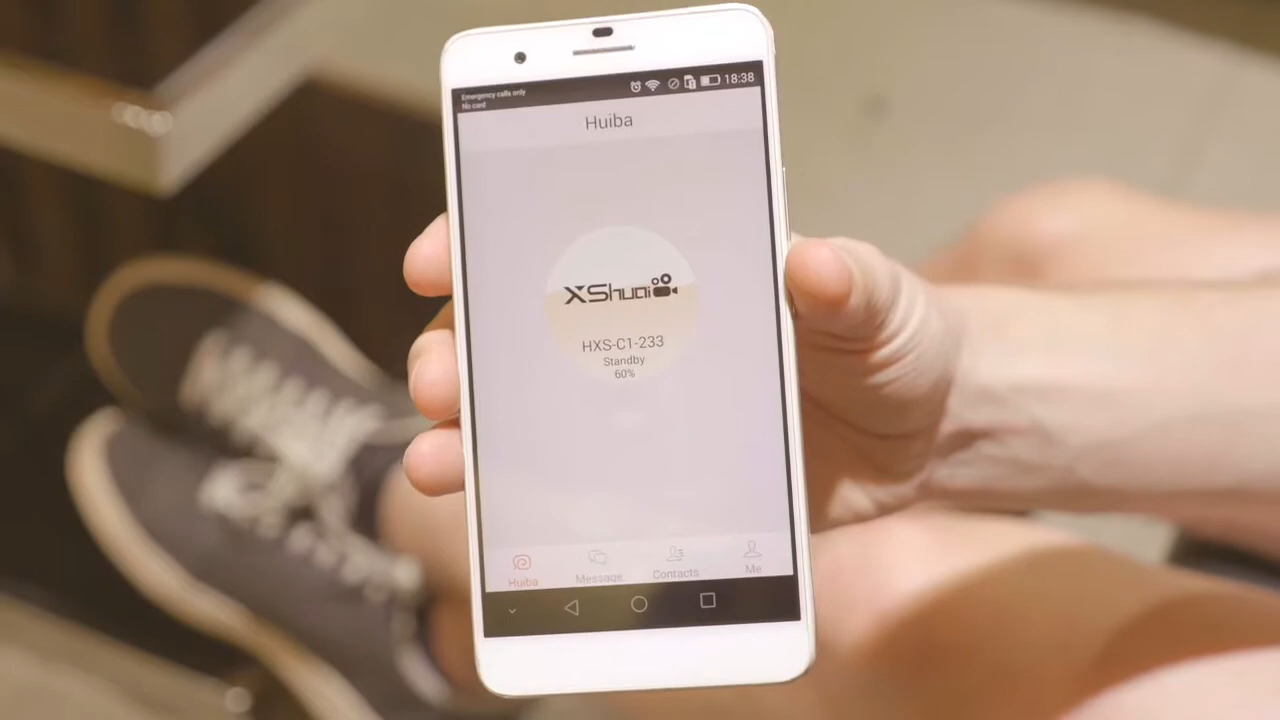 Emergency calls only
No card
18:38
Huiba
XShuai
HXS-C1-233
Standby
60%
Huiba
Message
Contacts
Me